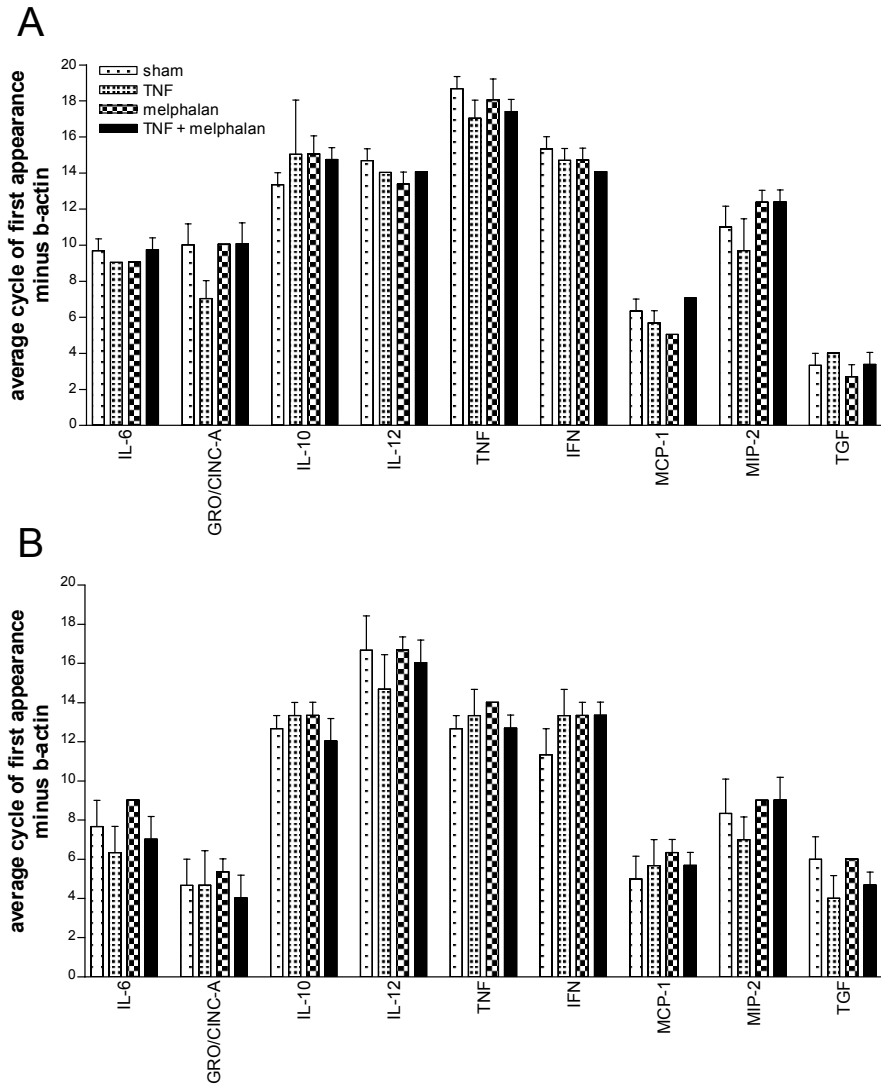 A
20
18
16
14
12
10
8
6
4
2
0
average cycle of first appearance
minus b-actin
sham
TNF
melphalan
TNF + melphalan
IL-6
GRO/CINC-A
IL-10
IL-12
TNF
IFN
MCP-1
MIP-2
TGF
B
20
18
16
14
12
10
8
6
4
2
0
average cycle of first appearance
minus b-actin
IL-6
GRO/CINC-A
IL-10
IL-12
TNF
IFN
MCP-1
MIP-2
TGF